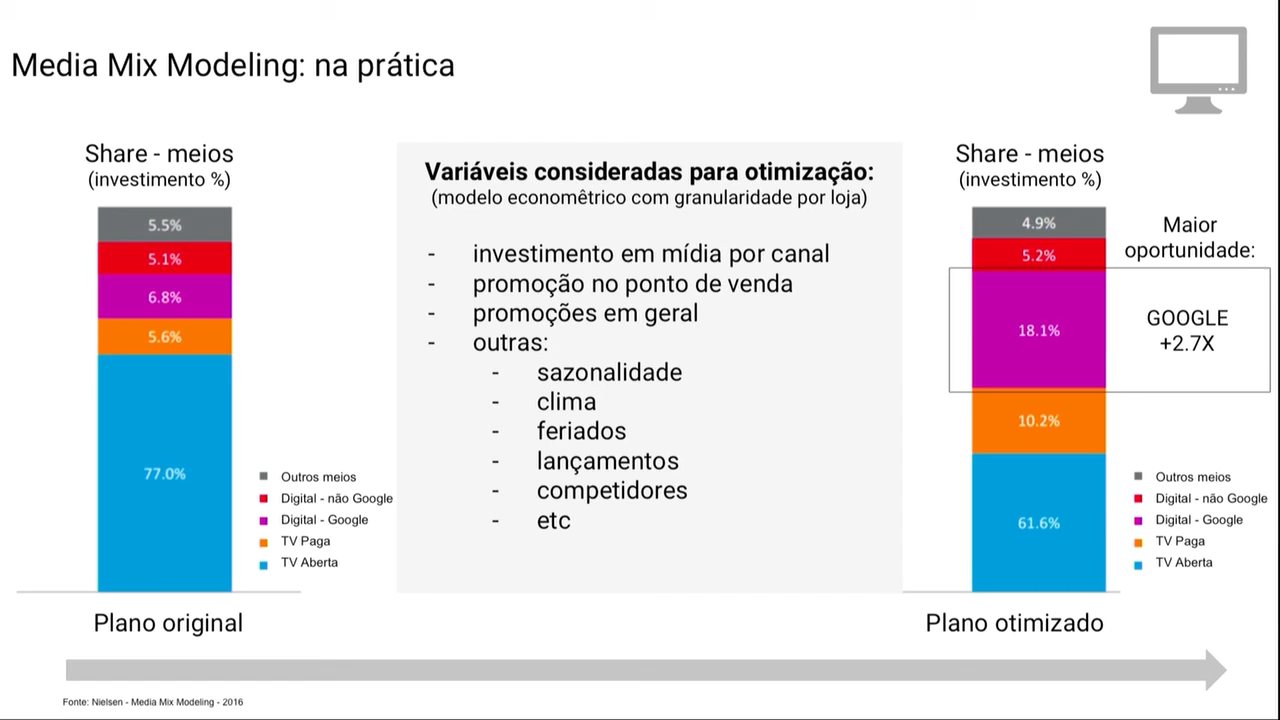 Media Mix Modeling: na prática
Share - meios
(investimento %)
5.5%
5.1%
6.8%
5.6%
77.0%
Outros meios
Digital - não Google
Digital - Google
TV Paga
TV Aberta
Plano original
Variáveis consideradas para otimização:
(modelo economêtrico com granularidade por loja)
- investimento em mídia por canal
- promoção no ponto de venda
- promoções em geral
- outras:
- sazonalidade
- clima
- feriados
- lançamentos
- competidores
- etc
Share - meios
(investimento %)
4.9%
5.2%
18.1%
10.2%
61.6%
Maior
oportunidade:
GOOGLE
+2.7X
Outros meios
Digital - não Google
Digital - Google
TV Paga
TV Aberta
Plano otimizado
Fonte: Nielsen - Media Mix Modeling - 2016